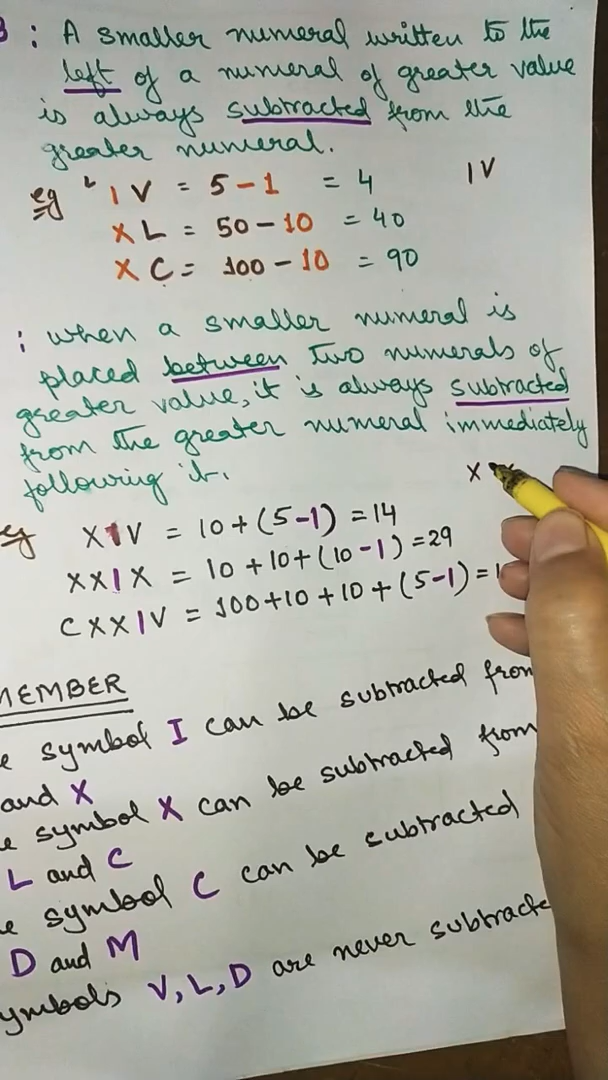 3: A smaller numeral written to the
left of a numeral of greater value
is always subtracted from the
greater numeral.
eg IV = 5-1 = 4 IV
XL = 50-10 = 40
XC = 100-10 = 90
: when a smaller numeral is
placed between two numerals of
greater value, it is always subtracted
from the greater numeral immediately
following it.
X
eg XIV = 10+(5-1) = 14
XXIX = 10+10+(10-1) = 29
CXXIV = 100+10+10+(5-1) = 1
MEMBER
e symbol I can be subtracted from
and X
e symbol X can be subtracted from
L and C
e symbol C can be subtracted
D and M
ymbols V, L, D are never subtracte